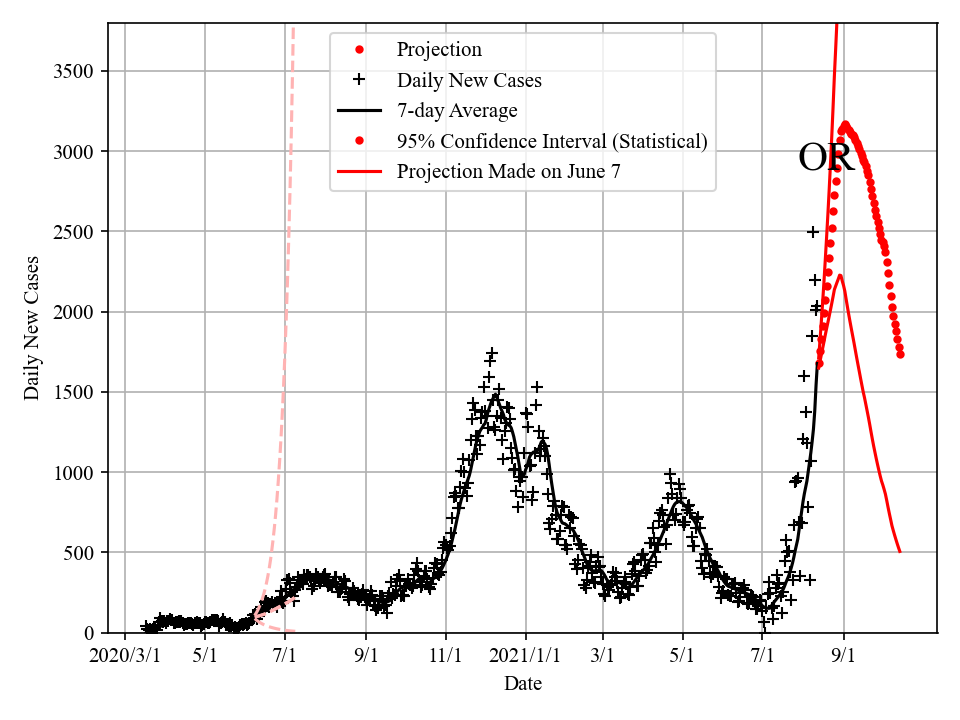 Projection
Daily New Cases
7-day Average
95% Confidence Interval (Statistical)
Projection Made on June 7
OR
3500
3000
2500
2000
1500
1000
500
0
Daily New Cases
2020/3/1 5/1 7/1 9/1 11/1 2021/1/1 3/1 5/1 7/1 9/1
Date